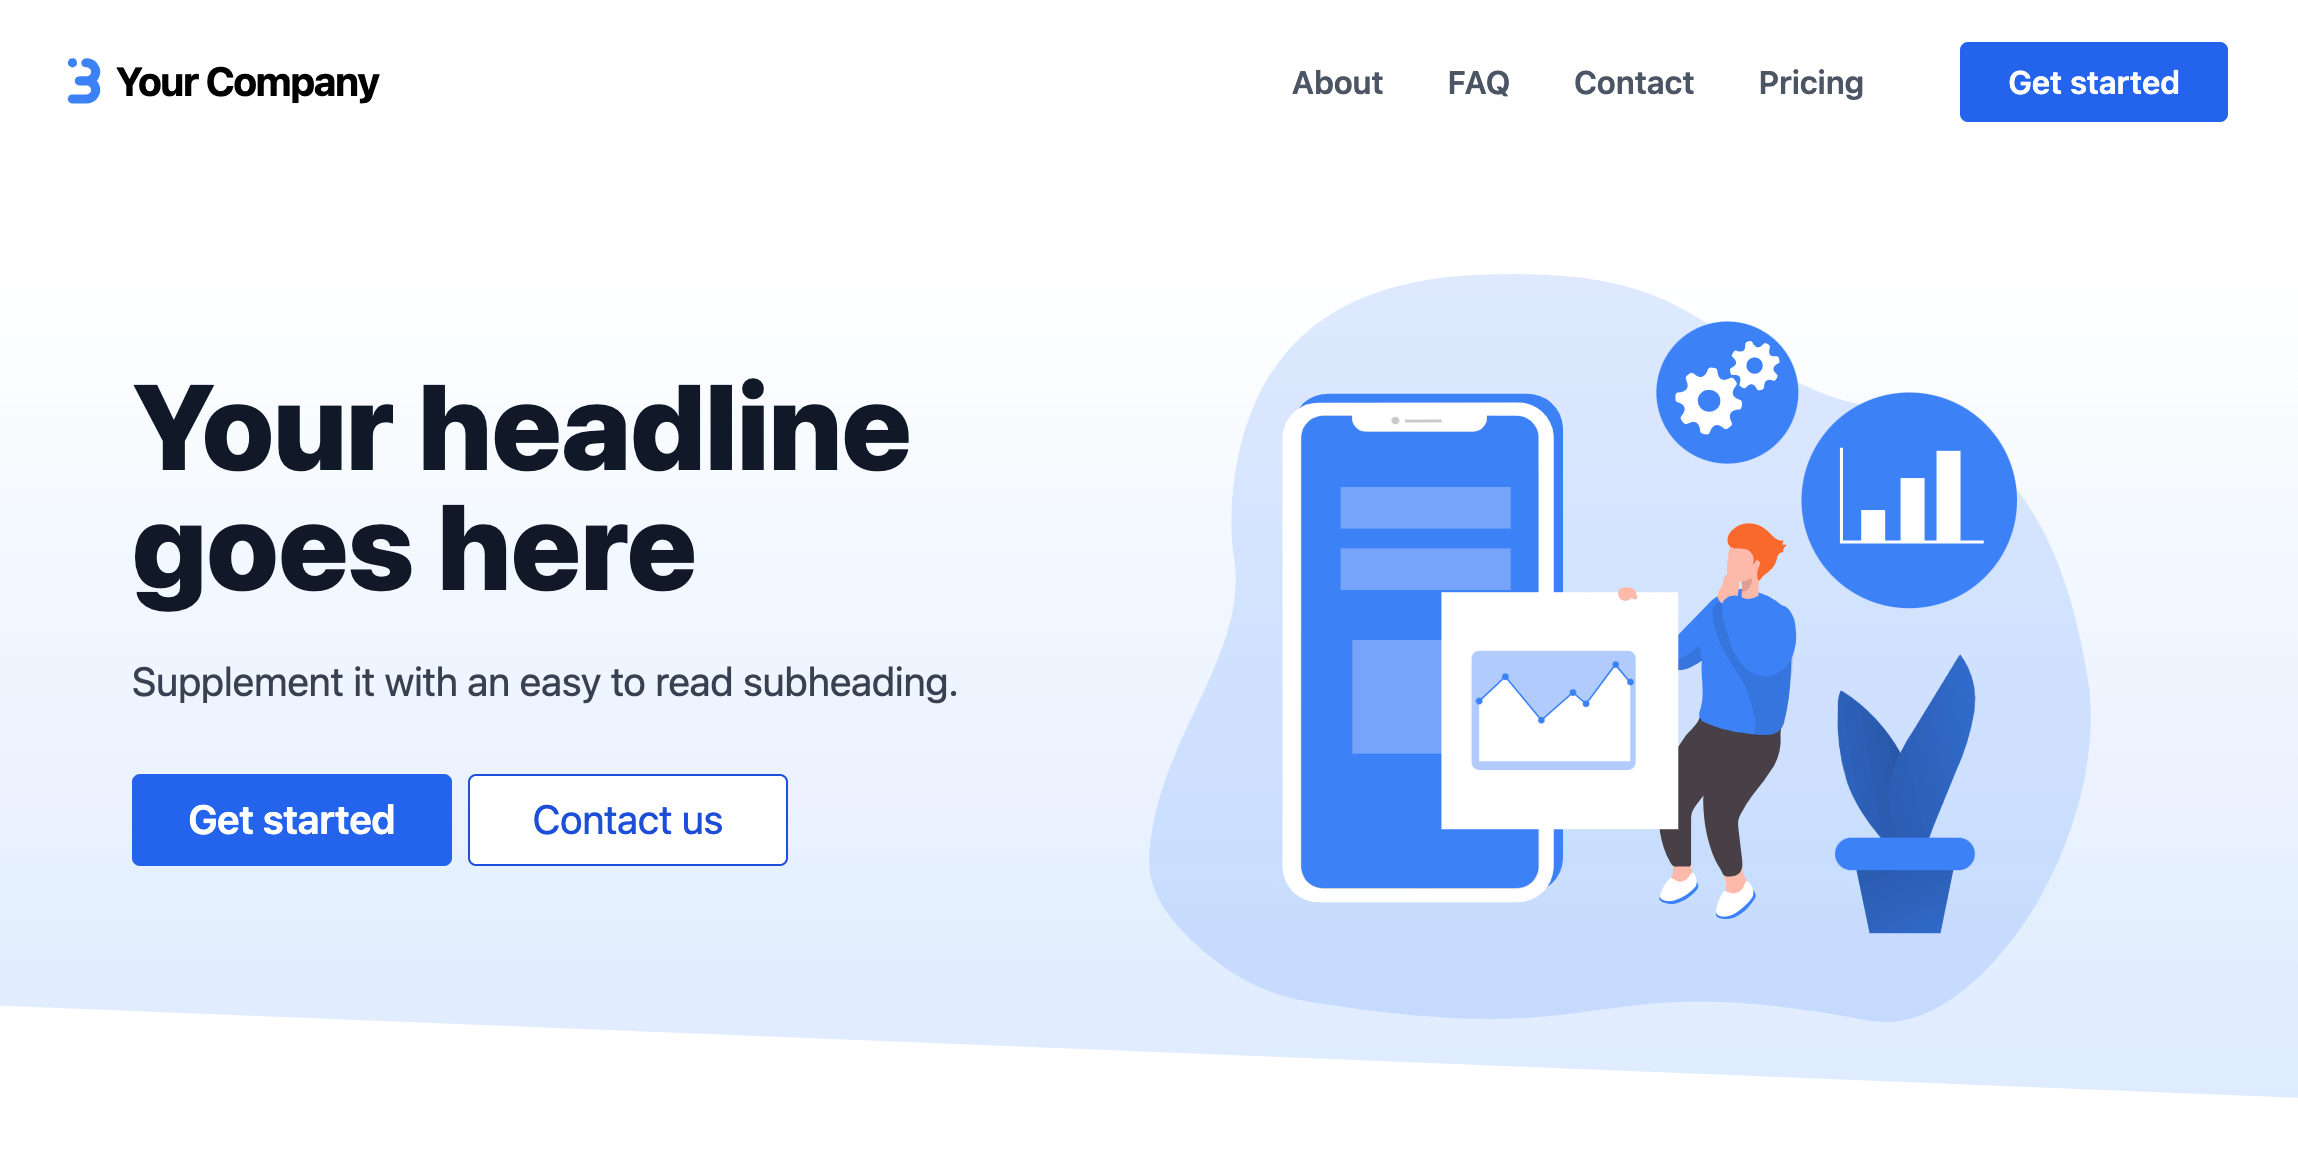 Your Company
About
FAQ
Contact
Pricing
Get started
Your headline
goes here
Supplement it with an easy to read subheading.
Get started
Contact us